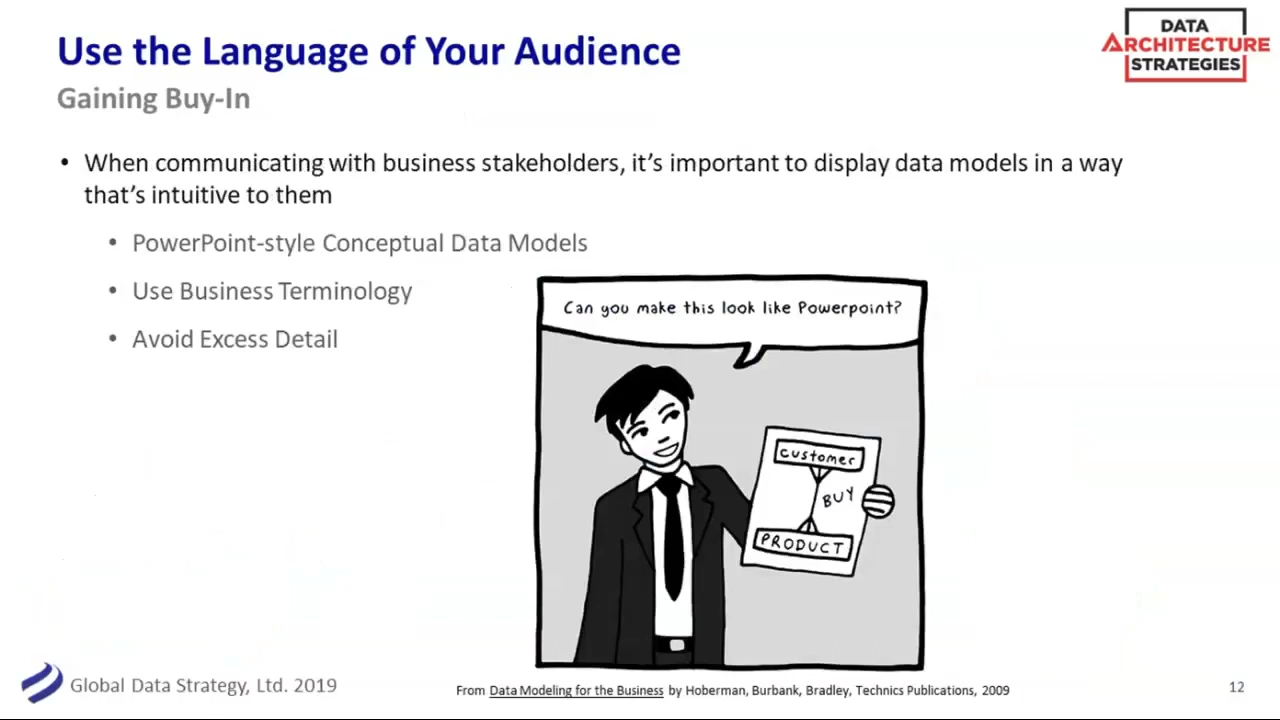 Use the Language of Your Audience
Gaining Buy-In
DATA
ARCHITECTURE
STRATEGIES
• When communicating with business stakeholders, it's important to display data models in a way
that's intuitive to them
• PowerPoint-style Conceptual Data Models
• Use Business Terminology
• Avoid Excess Detail
Can you make this look like Powerpoint?
Customer
BUY
PRODUCT
Global Data Strategy, Ltd. 2019
From Data Modeling for the Business by Hoberman, Burbank, Bradley, Technics Publications, 2009
12